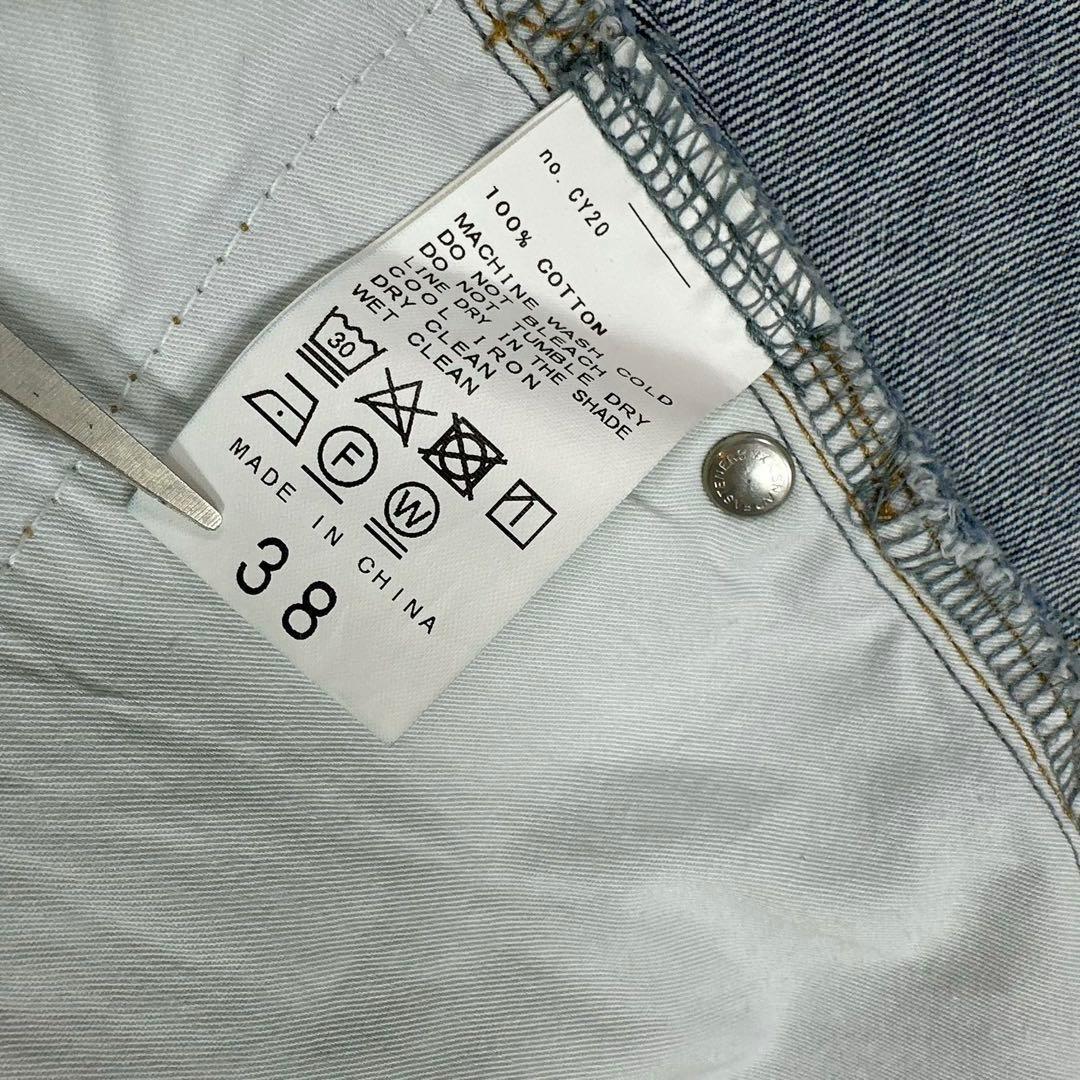 no. CY20
100% COTTON
MACHINE WASH COLD
DO NOT BLEACH
DO NOT TUMBLE DRY
LINE DRY IN THE SHADE
COOL IRON
DRY CLEAN
WET CLEAN
30
F
W
MADE IN CHINA
38